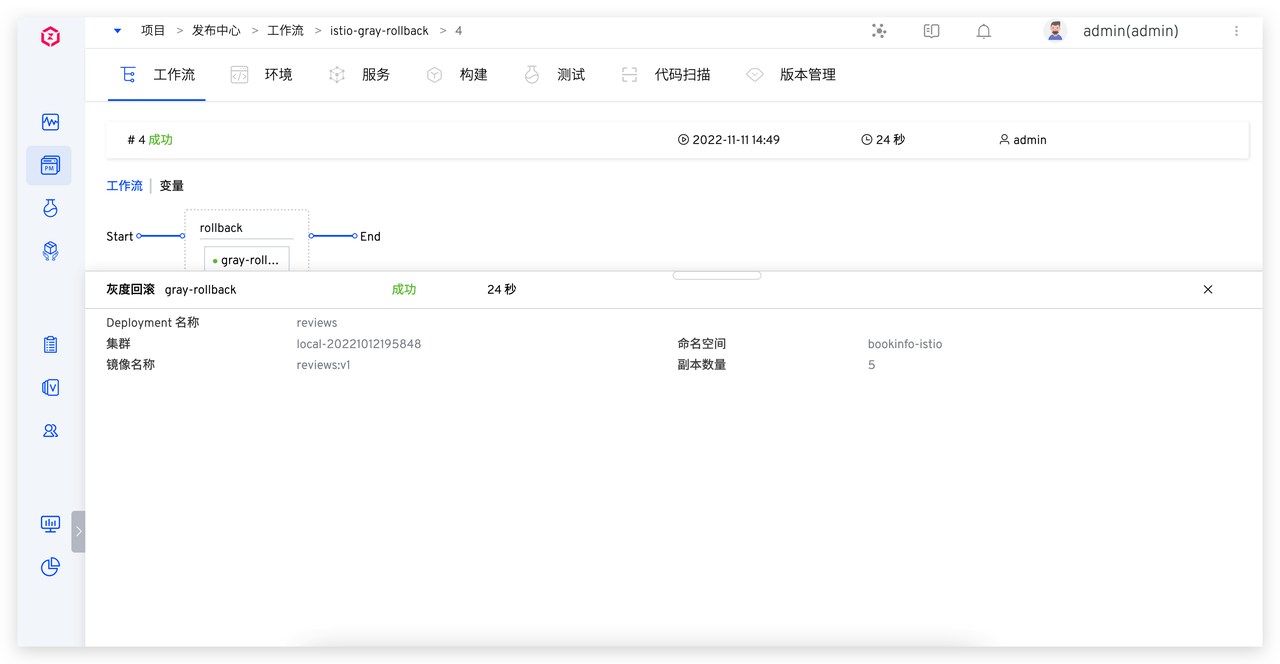 项目 > 发布中心 > 工作流 > istio-gray-rollback > 4
admin(admin)
工作流 环境 服务 构建 测试 代码扫描 版本管理
# 4 成功 2022-11-11 14:49 24 秒 admin
工作流 | 变量
rollback
Start End
gray-roll...
灰度回滚 gray-rollback 成功 24 秒
Deployment 名称 reviews
集群 local-20221012195848 命名空间 bookinfo-istio
镜像名称 reviews:v1 副本数量 5